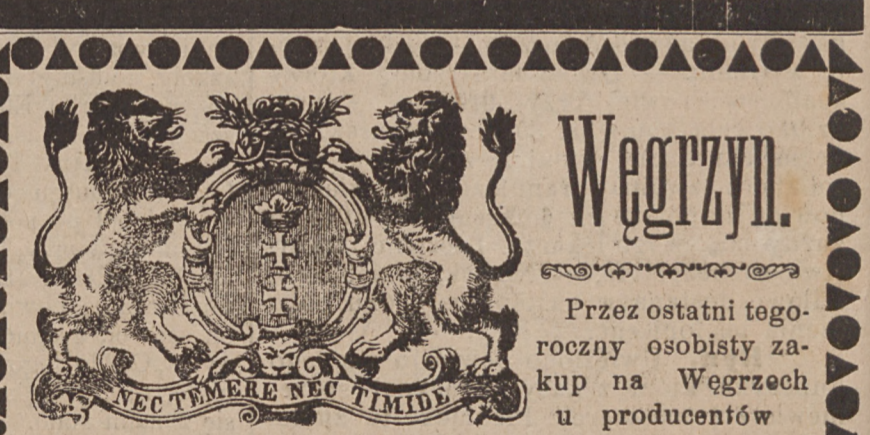 NEC TEMERE NEC TIMIDE
Węgrzyn.
Przez ostatni tego-
roczny osobisty za-
kup na Węgrzech
u producentów